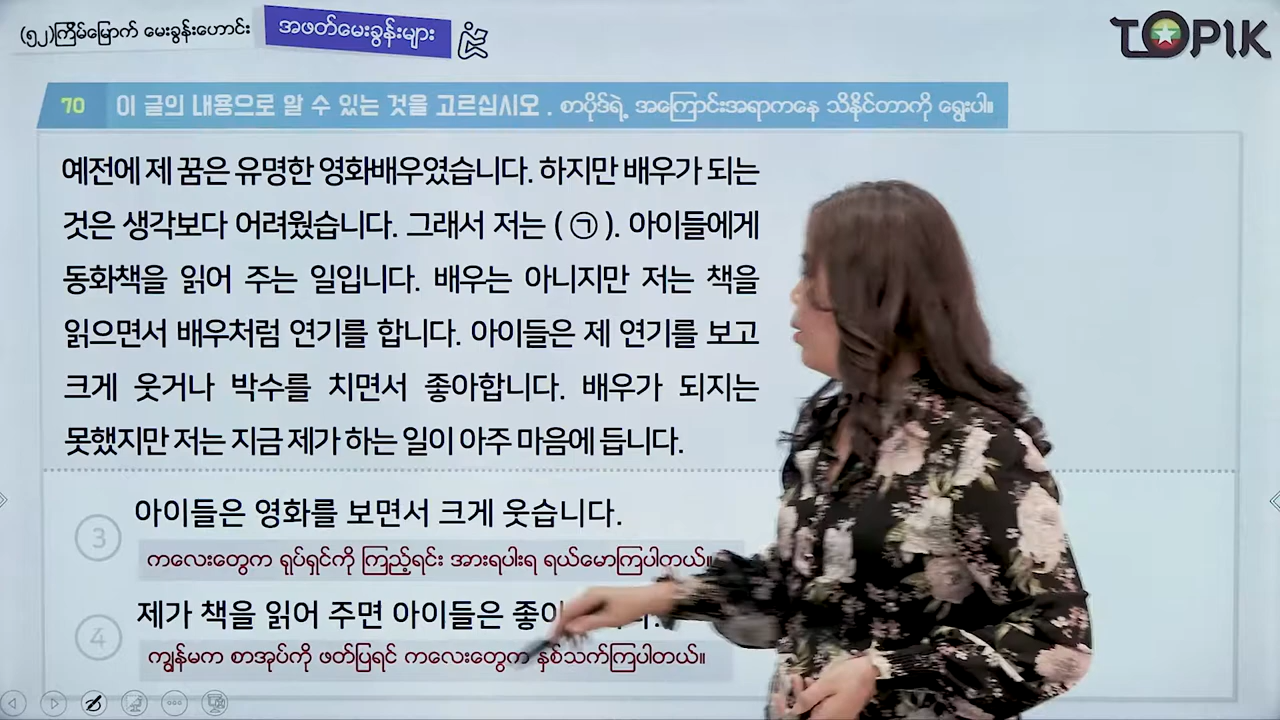 (၅၂)ကြိမ်မြောက် မေးခွန်းဟောင်း
အဖတ်မေးခွန်းများ
TOPIK
70 이 글의 내용으로 알 수 있는 것을 고르십시오 . စာပိုဒ်ရဲ့ အကြောင်းအရာကနေ သိနိုင်တာကို ရွေးပါ။
예전에 제 꿈은 유명한 영화배우였습니다. 하지만 배우가 되는
것은 생각보다 어려웠습니다. 그래서 저는 ( ㉠ ). 아이들에게
동화책을 읽어 주는 일입니다. 배우는 아니지만 저는 책을
읽으면서 배우처럼 연기를 합니다. 아이들은 제 연기를 보고
크게 웃거나 박수를 치면서 좋아합니다. 배우가 되지는
못했지만 저는 지금 제가 하는 일이 아주 마음에 듭니다.
③ 아이들은 영화를 보면서 크게 웃습니다.
ကလေးတွေက ရုပ်ရှင်ကို ကြည့်ရင်း အားရပါးရ ရယ်မောကြပါတယ်။
④ 제가 책을 읽어 주면 아이들은
ကျွန်မက စာအုပ်ကို ဖတ်ပြရင် ကလေးတွေက နှစ်သက်ကြပါတယ်။